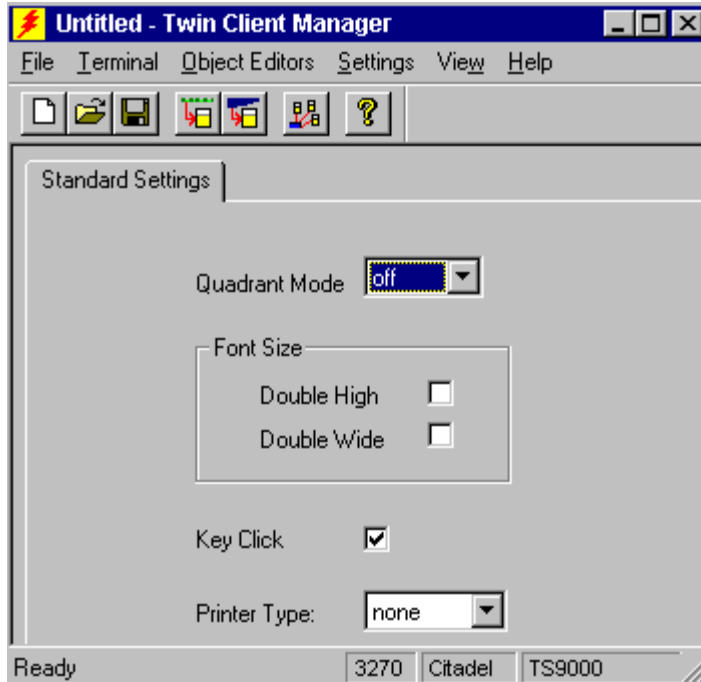 Untitled - Twin Client Manager
File Terminal Object Editors Settings View Help
Standard Settings
Quadrant Mode off
Font Size
Double High
Double Wide
Key Click
Printer Type: none
Ready 3270 Citadel TS9000